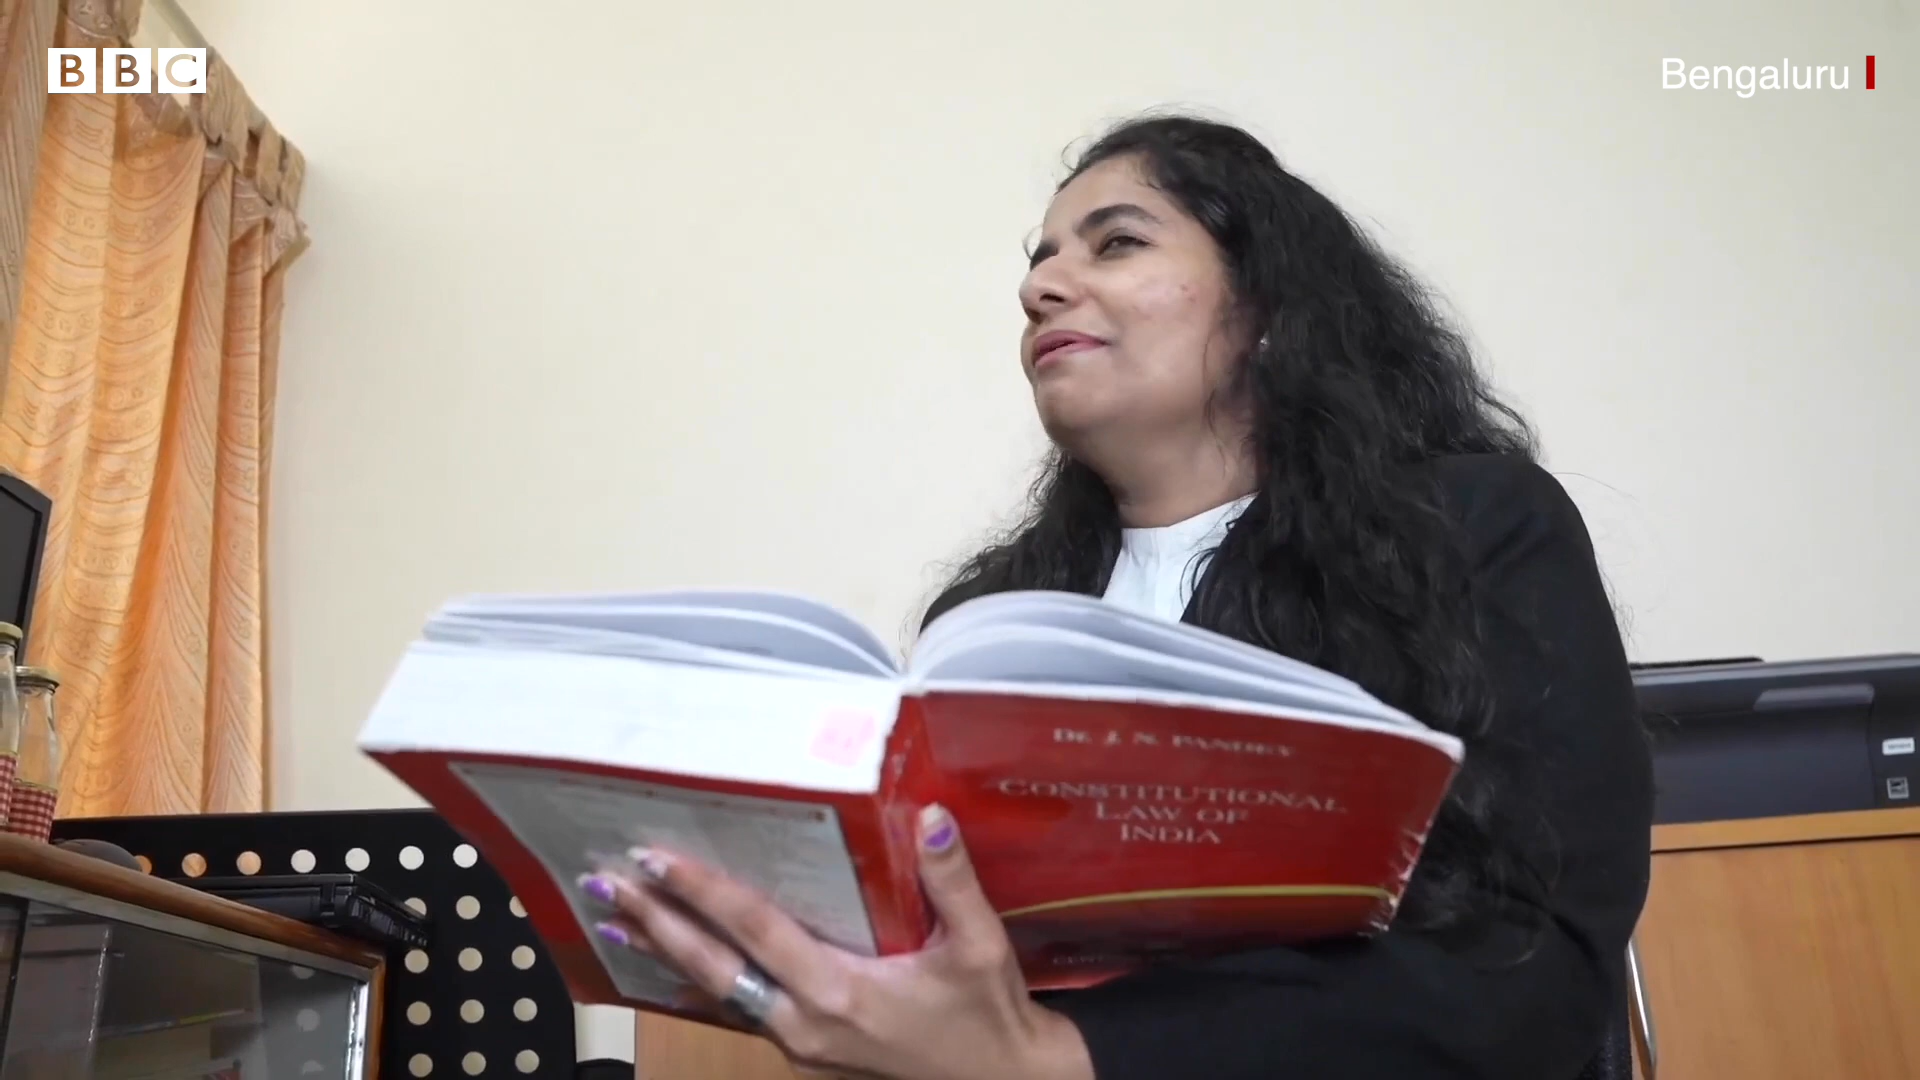 BBC
Bengaluru
Dr. J. N. PANDEY
CONSTITUTIONAL
LAW OF
INDIA